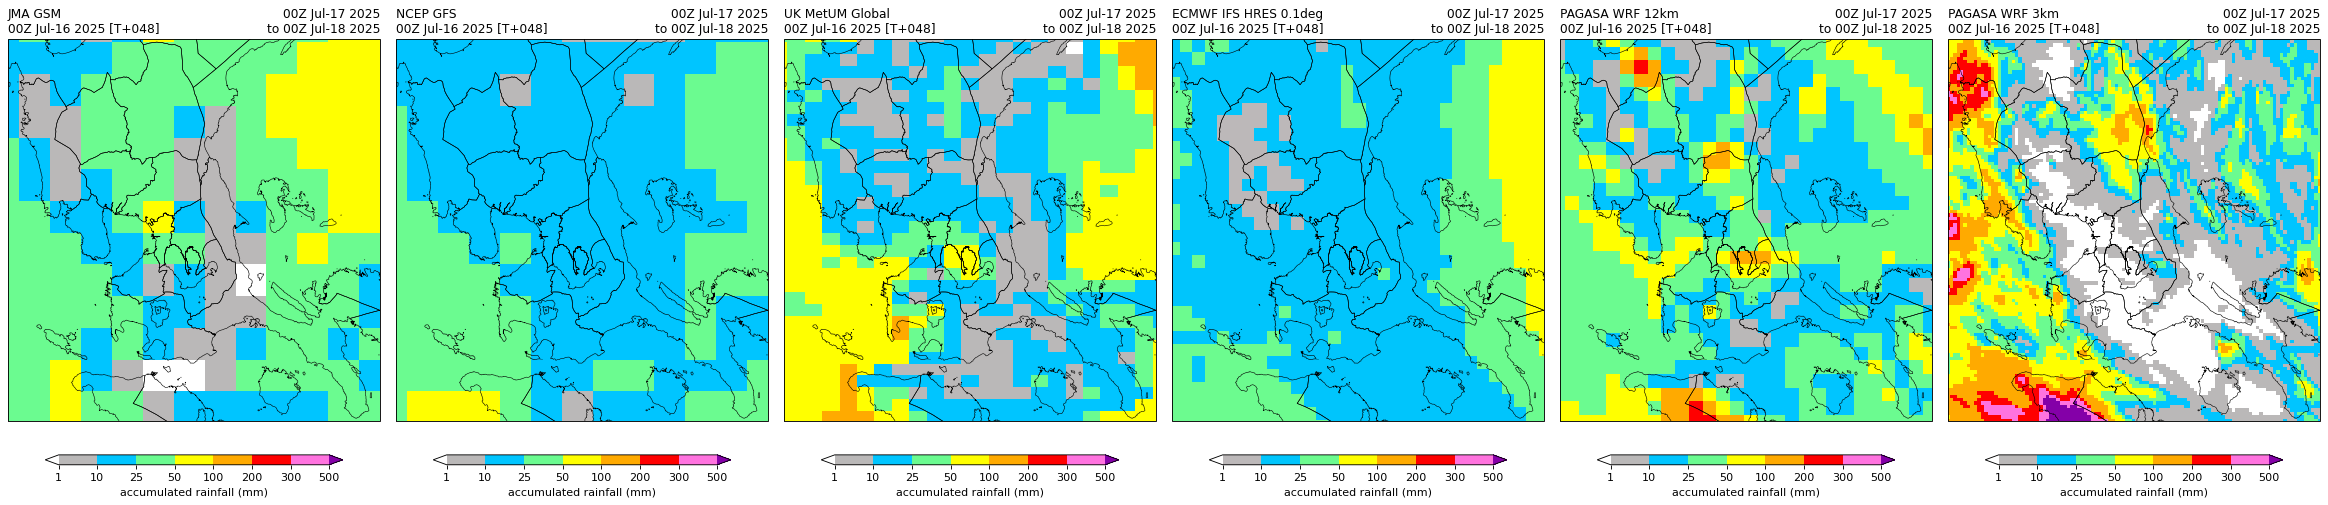 JMA GSM 00Z Jul-17 2025
00Z Jul-16 2025 [T+048] to 00Z Jul-18 2025
1 10 25 50 100 200 300 500
accumulated rainfall (mm)
NCEP GFS 00Z Jul-17 2025
00Z Jul-16 2025 [T+048] to 00Z Jul-18 2025
1 10 25 50 100 200 300 500
accumulated rainfall (mm)
UK MetUM Global 00Z Jul-17 2025
00Z Jul-16 2025 [T+048] to 00Z Jul-18 2025
1 10 25 50 100 200 300 500
accumulated rainfall (mm)
ECMWF IFS HRES 0.1deg 00Z Jul-17 2025
00Z Jul-16 2025 [T+048] to 00Z Jul-18 2025
1 10 25 50 100 200 300 500
accumulated rainfall (mm)
PAGASA WRF 12km 00Z Jul-17 2025
00Z Jul-16 2025 [T+048] to 00Z Jul-18 2025
1 10 25 50 100 200 300 500
accumulated rainfall (mm)
PAGASA WRF 3km 00Z Jul-17 2025
00Z Jul-16 2025 [T+048] to 00Z Jul-18 2025
1 10 25 50 100 200 300 500
accumulated rainfall (mm)